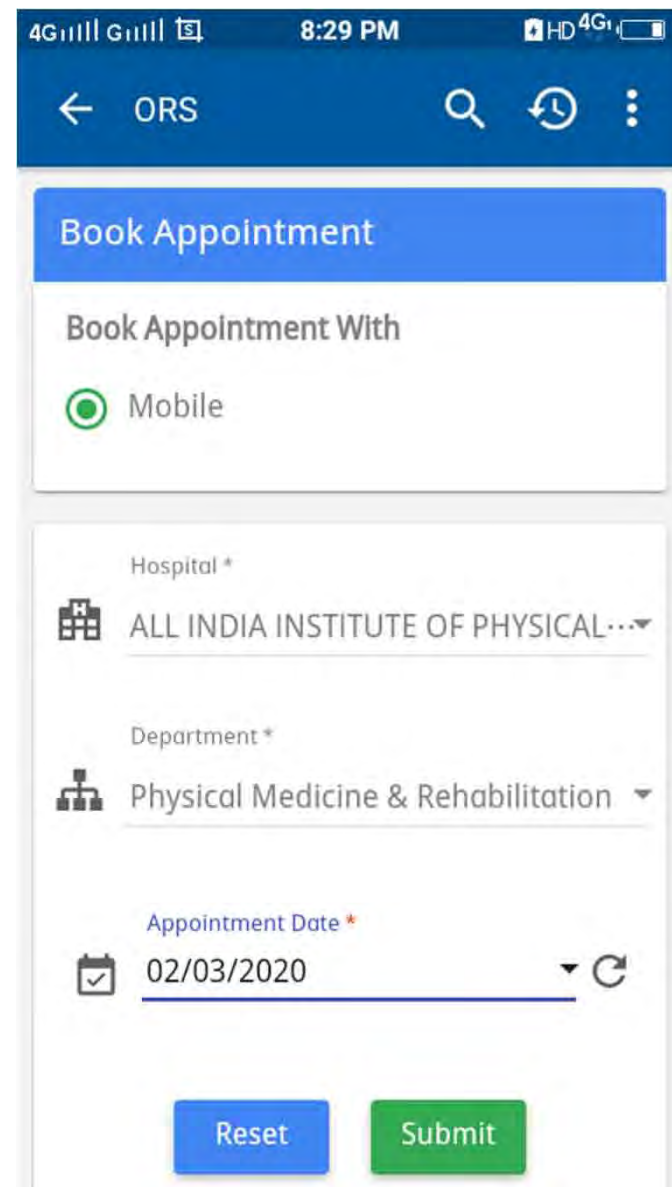 4G G 8:29 PM HD 4G
ORS
Book Appointment
Book Appointment With
Mobile
Hospital *
ALL INDIA INSTITUTE OF PHYSICAL...
Department *
Physical Medicine & Rehabilitation
Appointment Date *
02/03/2020
Reset Submit